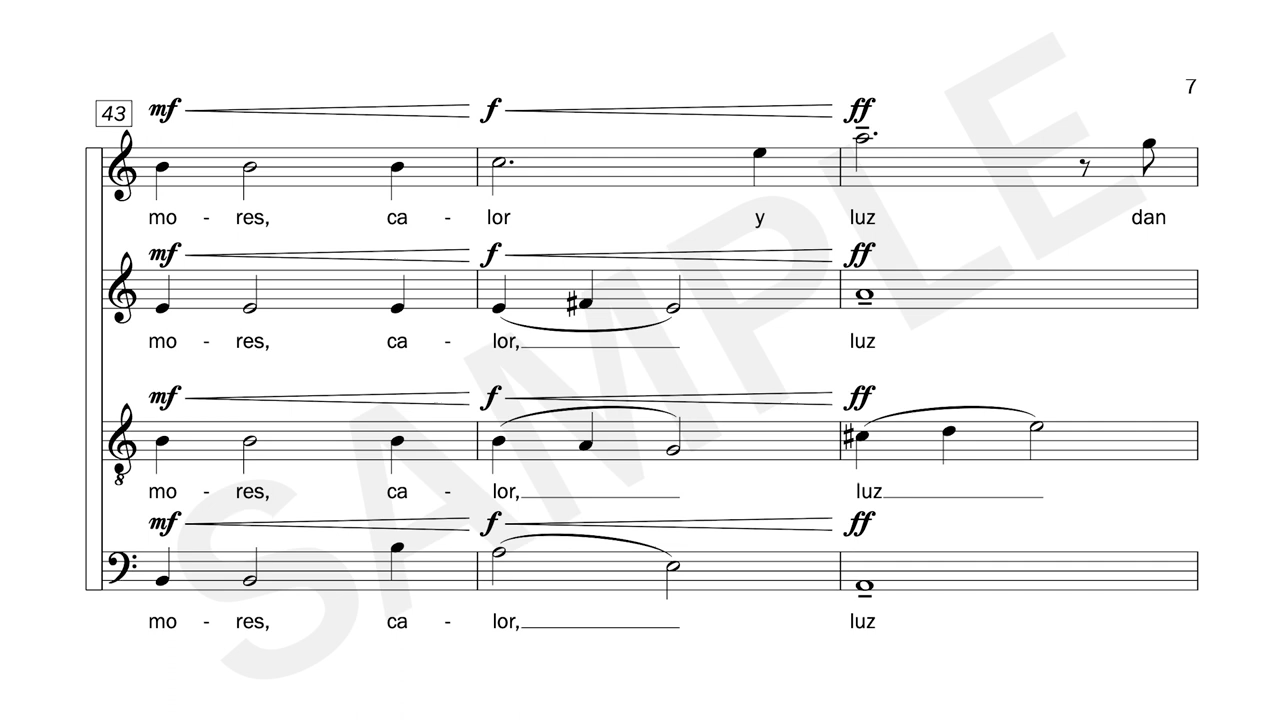 7
43 mf f ff
mo - res, ca - lor y luz dan
mf f ff
mo - res, ca - lor, luz
mf f ff
8
mo - res, ca - lor, luz
mf f ff
mo - res, ca - lor, luz
SAMPLE